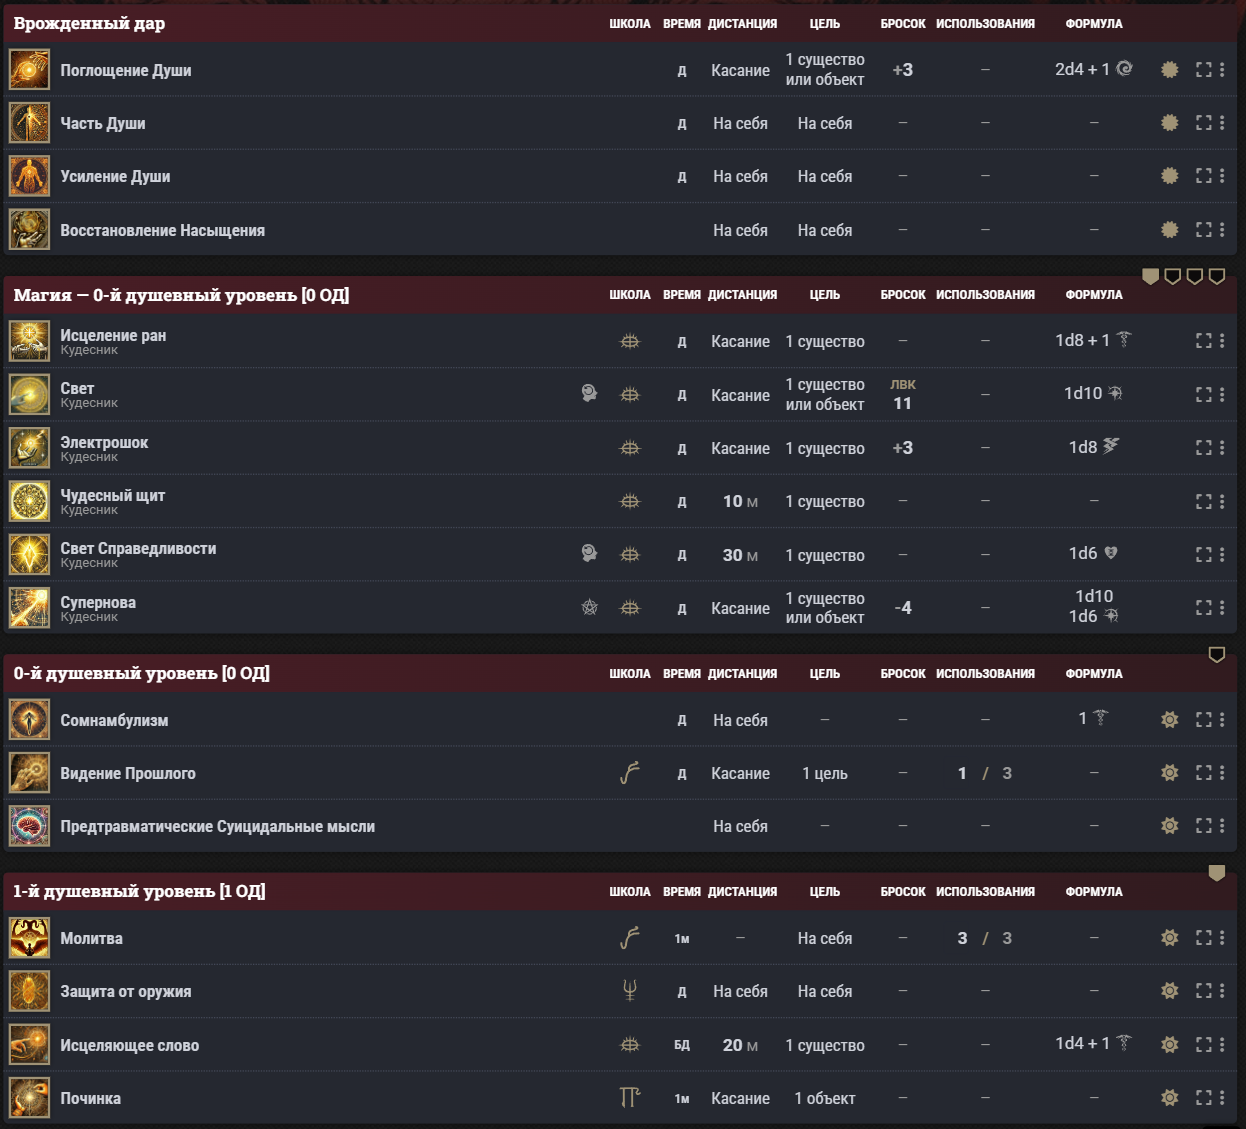 Врожденный дар ШКОЛА ВРЕМЯ ДИСТАНЦИЯ ЦЕЛЬ БРОСОК ИСПОЛЬЗОВАНИЯ ФОРМУЛА
Поглощение Души Д Касание 1 существо или объект +3 – 2d4 + 1
Часть Души Д На себя На себя – – –
Усиление Души Д На себя На себя – – –
Восстановление Насыщения На себя На себя – – –
Магия — 0-й душевный уровень [0 ОД] ШКОЛА ВРЕМЯ ДИСТАНЦИЯ ЦЕЛЬ БРОСОК ИСПОЛЬЗОВАНИЯ ФОРМУЛА
Исцеление ран Д Касание 1 существо – – 1d8 + 1
Кудесник
Свет Д Касание 1 существо или объект ЛВК 11 – 1d10
Кудесник
Электрошок Д Касание 1 существо +3 – 1d8
Кудесник
Чудесный щит Д 10 м 1 существо – – –
Кудесник
Свет Справедливости Д 30 м 1 существо – – 1d6
Кудесник
Супернова Д Касание 1 существо или объект -4 – 1d10 1d6
Кудесник
0-й душевный уровень [0 ОД] ШКОЛА ВРЕМЯ ДИСТАНЦИЯ ЦЕЛЬ БРОСОК ИСПОЛЬЗОВАНИЯ ФОРМУЛА
Сомнамбулизм Д На себя – – – 1
Видение Прошлого Д Касание 1 цель – 1 / 3 –
Предтравматические Суицидальные мысли На себя – – – –
1-й душевный уровень [1 ОД] ШКОЛА ВРЕМЯ ДИСТАНЦИЯ ЦЕЛЬ БРОСОК ИСПОЛЬЗОВАНИЯ ФОРМУЛА
Молитва 1м – На себя – 3 / 3 –
Защита от оружия Д На себя На себя – – –
Исцеляющее слово БД 20 м 1 существо – – 1d4 + 1
Починка 1м Касание 1 объект – – –